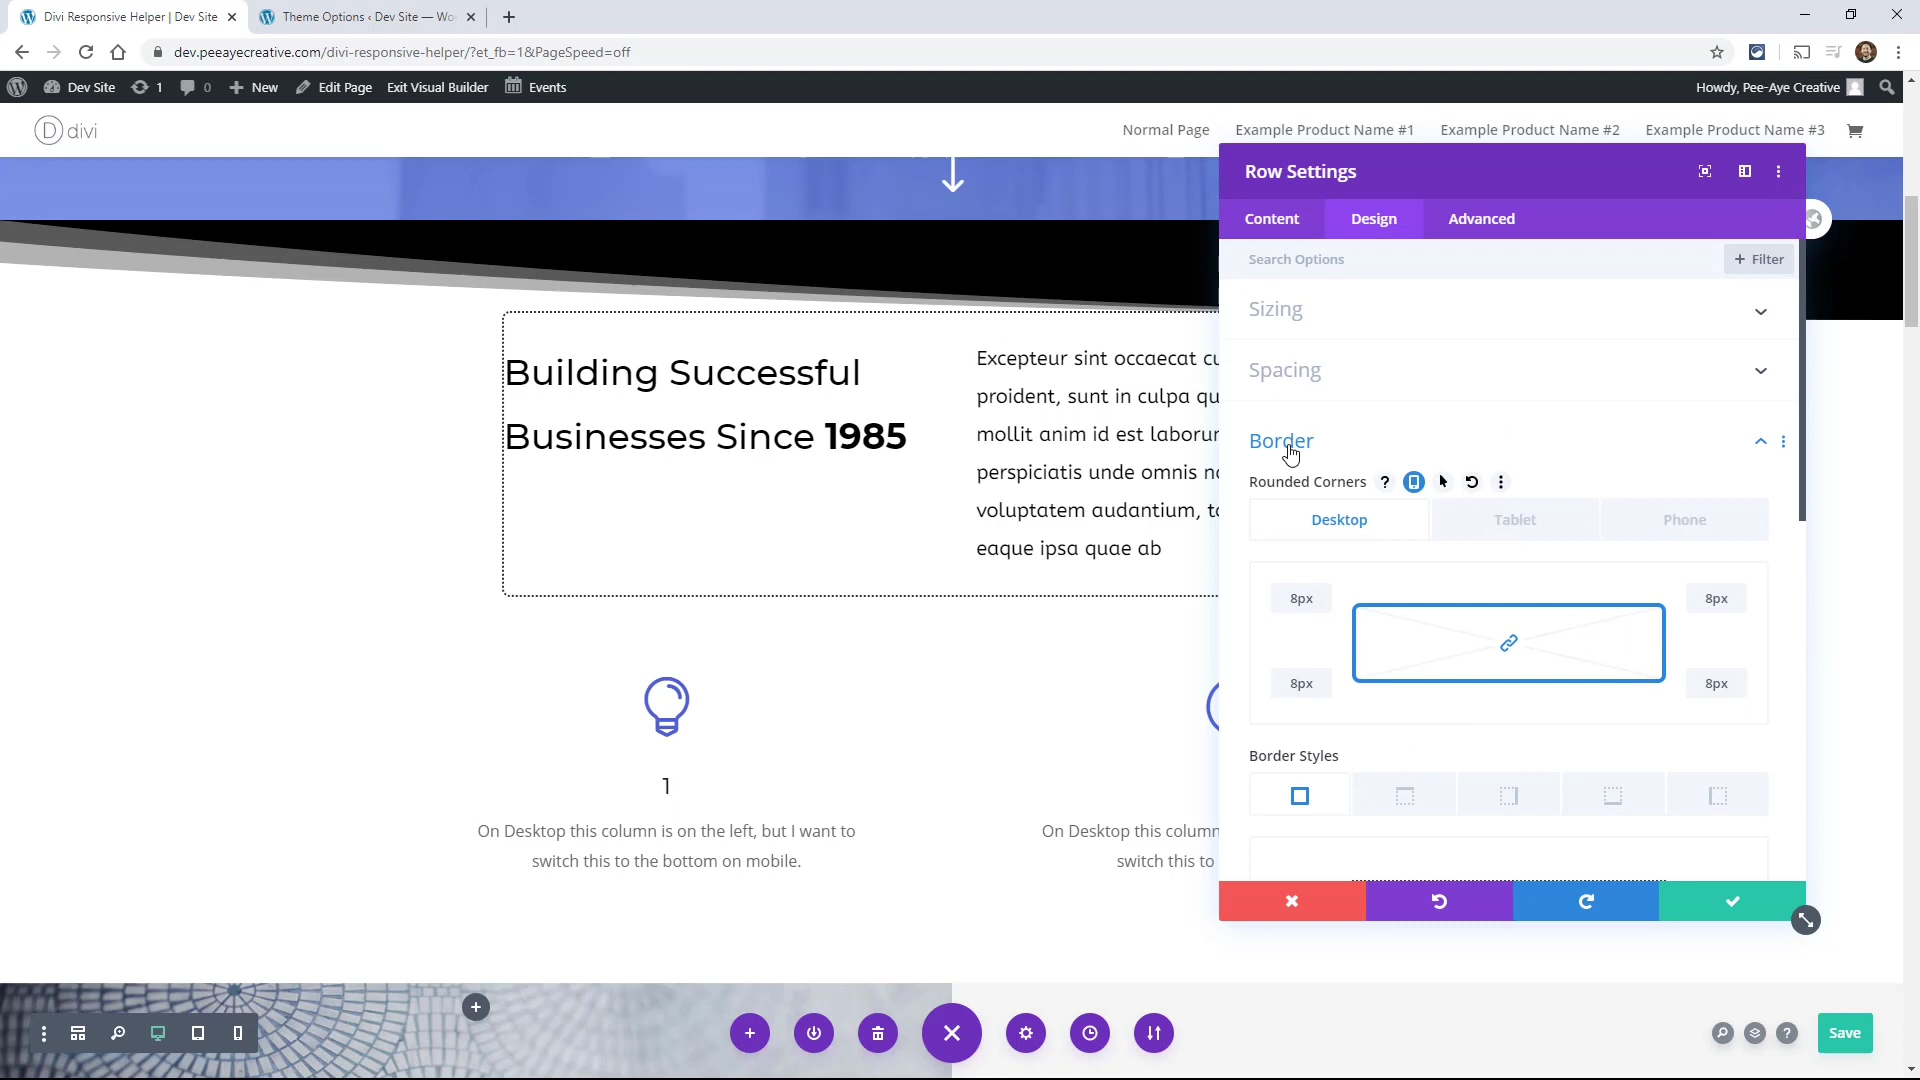 Divi Responsive Helper | Dev Site
Theme Options ‹ Dev Site — Wo
dev.peeayecreative.com/divi-responsive-helper/?et_fb=1&PageSpeed=off
Dev Site
1
0
New
Edit Page
Exit Visual Builder
Events
Howdy, Pee-Aye Creative
D divi
Normal Page
Example Product Name #1
Example Product Name #2
Example Product Name #3
Row Settings
Content
Design
Advanced
Search Options
+ Filter
Sizing
Spacing
Border
Rounded Corners ?
Desktop
Tablet
Phone
8px
8px
8px
8px
Border Styles
Building Successful
Businesses Since 1985
Excepteur sint occaecat cu
proident, sunt in culpa qu
mollit anim id est laborur
perspiciatis unde omnis n
voluptatem audantium, t
eaque ipsa quae ab
1
On Desktop this column is on the left, but I want to
switch this to the bottom on mobile.
On Desktop this column
switch this to
?
Save